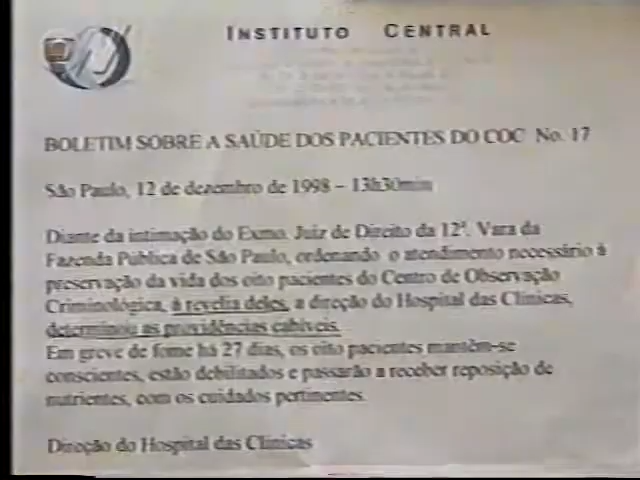 INSTITUTO CENTRAL
BOLETIM SOBRE A SAÚDE DOS PACIENTES DO COC No. 17
São Paulo, 12 de dezembro de 1998 – 13h30min
Diante da intimação do Exmo. Juiz de Direito da 12ª. Vara da
Fazenda Pública de São Paulo, ordenando o atendimento necessário à
preservação da vida dos oito pacientes do Centro de Observação
Criminológica, à revelia deles, a direção do Hospital das Clínicas,
determinou as providências cabíveis.
Em greve de fome há 27 dias, os oito pacientes mantêm-se
conscientes, estão debilitados e passarão a receber reposição de
nutrientes, com os cuidados pertinentes.
Direção do Hospital das Clínicas